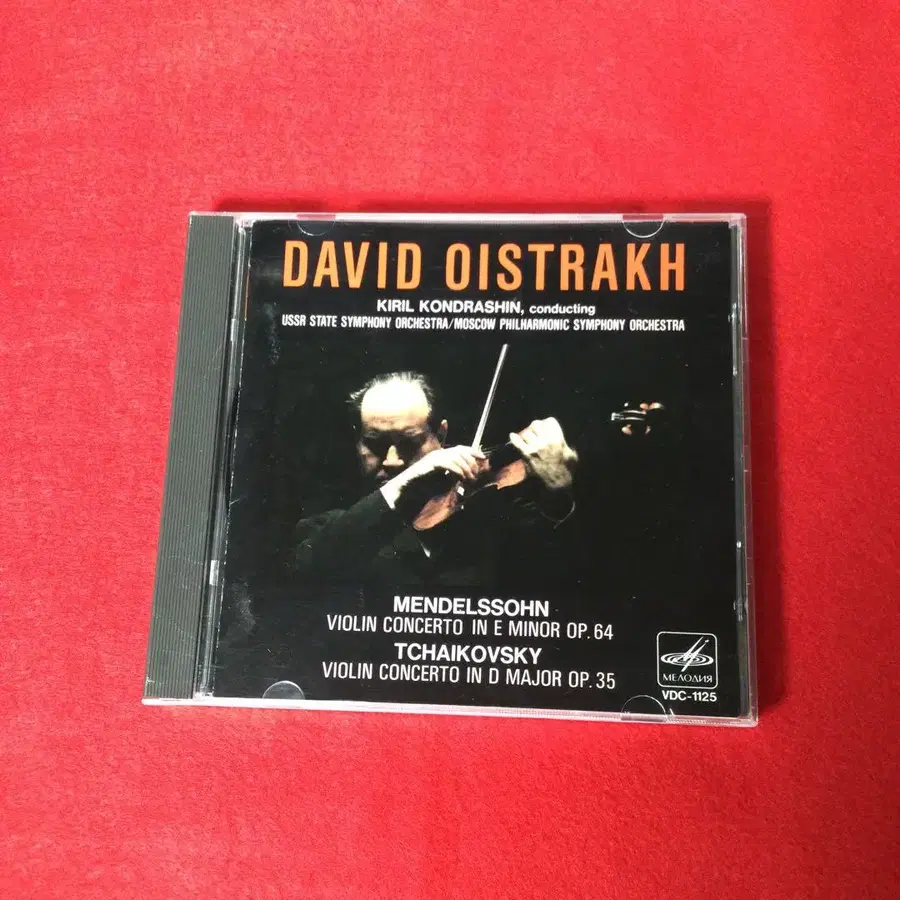 DAVID OISTRAKH
KIRIL KONDRASHIN, conducting
USSR STATE SYMPHONY ORCHESTRA/MOSCOW PHILHARMONIC SYMPHONY ORCHESTRA
MENDELSSOHN
VIOLIN CONCERTO IN E MINOR OP. 64
TCHAIKOVSKY
VIOLIN CONCERTO IN D MAJOR OP. 35
МЕЛОДИЯ
VDC-1125